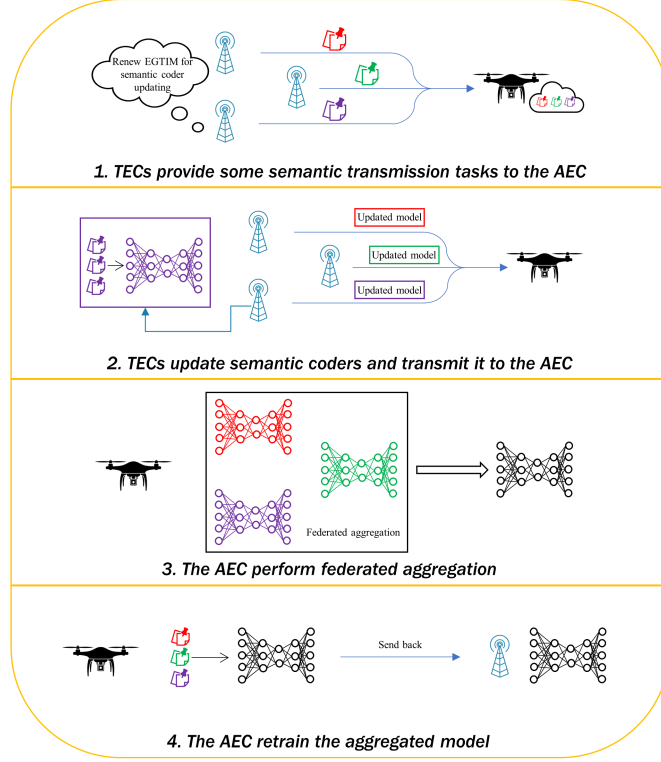 Renew EGTIM for
semantic coder
updating
1. TECs provide some semantic transmission tasks to the AEC
Updated model
Updated model
Updated model
2. TECs update semantic coders and transmit it to the AEC
Federated aggregation
3. The AEC perform federated aggregation
Send back
4. The AEC retrain the aggregated model